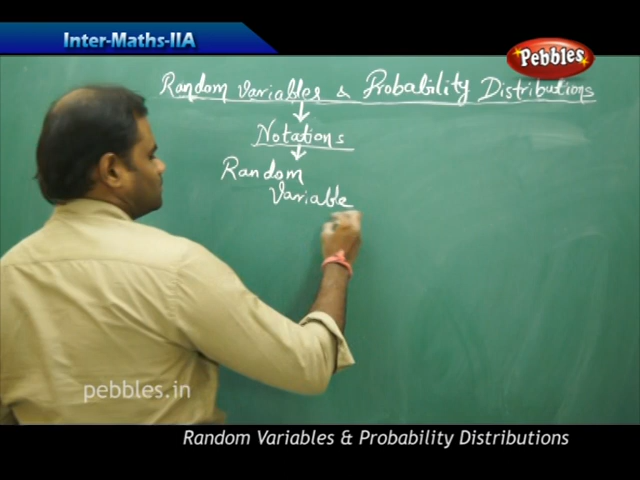 Inter-Maths-IIA
Pebbles
Random Variables & Probability Distributions
Notations
Random
Variable
pebbles.in
Random Variables & Probability Distributions